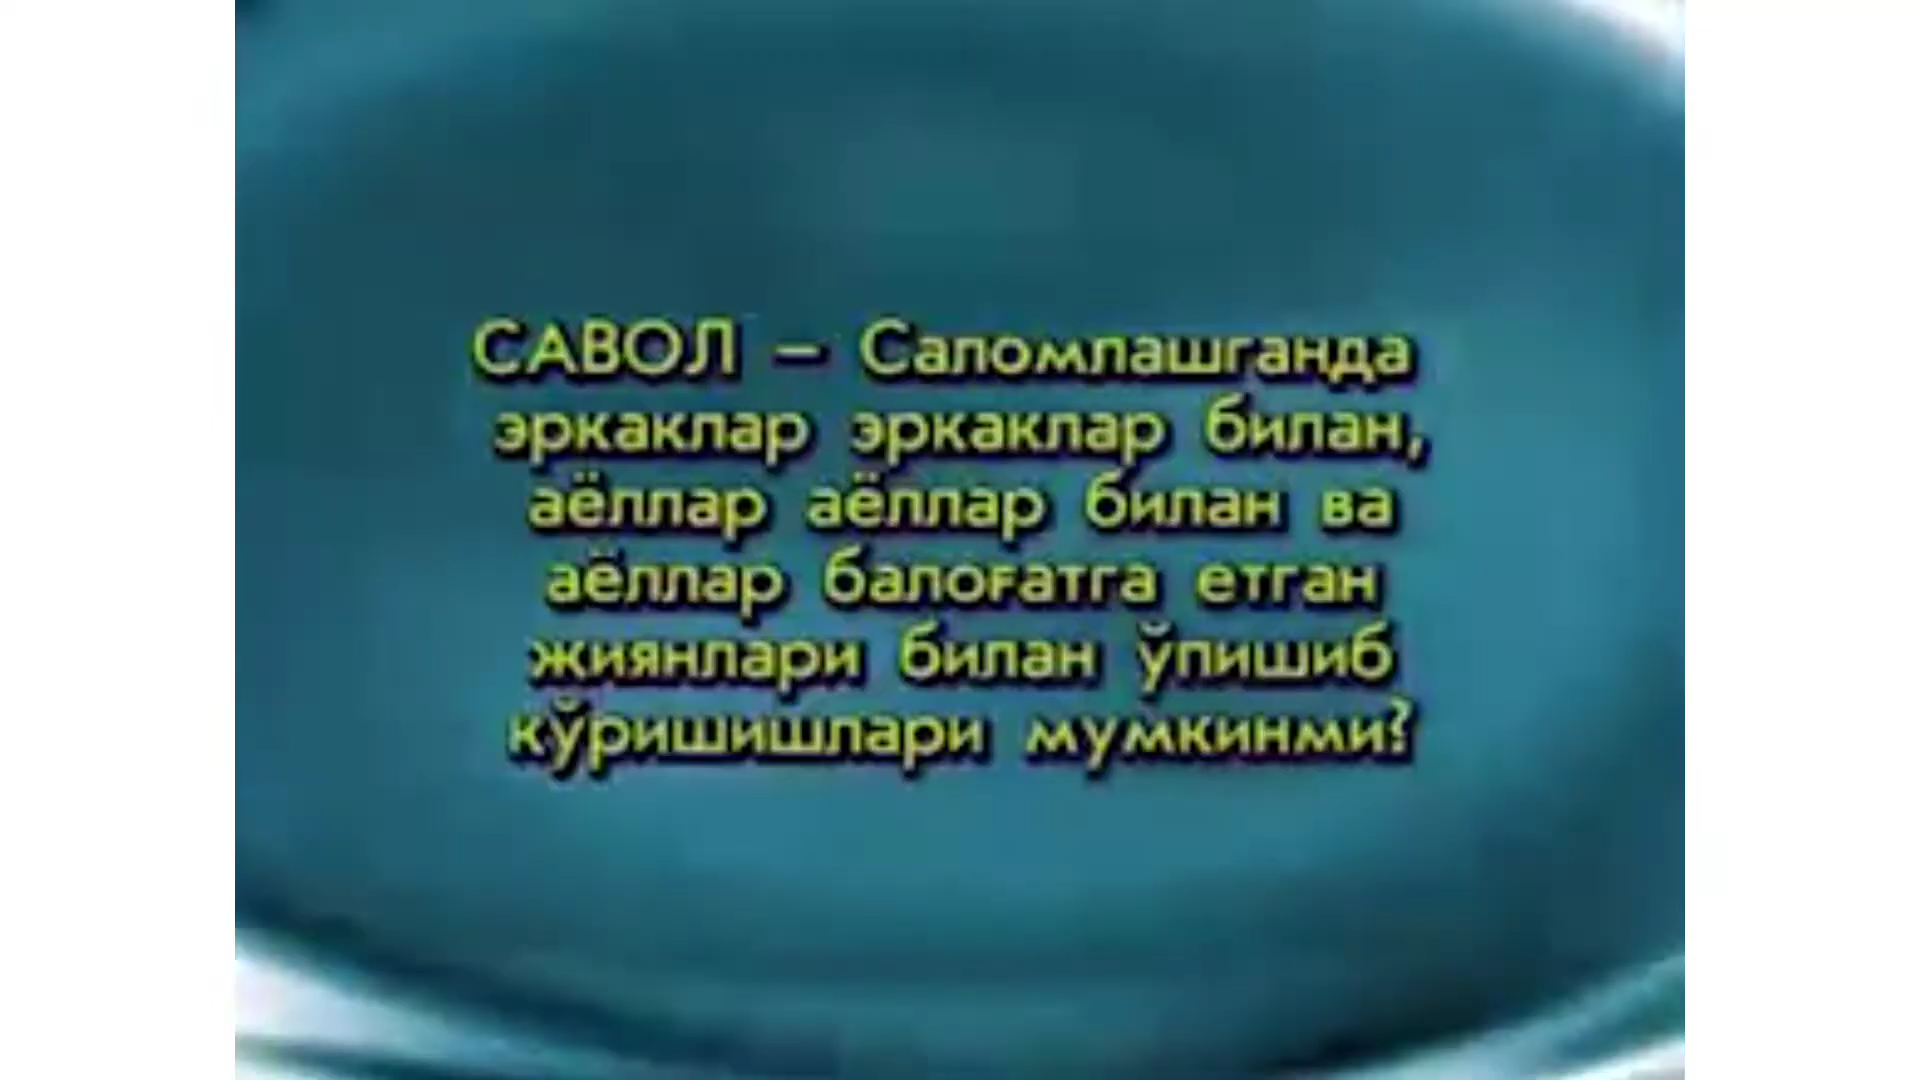 САВОЛ – Саломлашганда
эркаклар эркаклар билан,
аёллар аёллар билан ва
аёллар балоғатга етган
жиянлари билан ўпишиб
кўришишлари мумкинми?